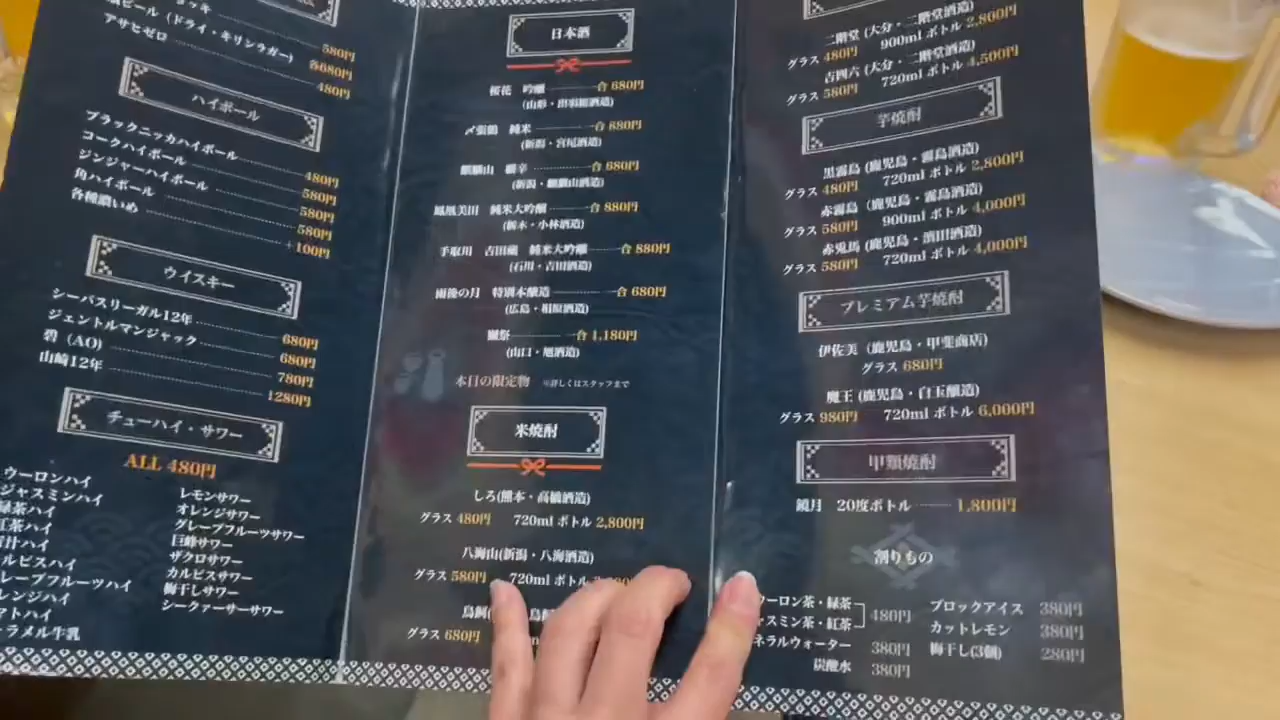 580円
ビール（ドライ・キリンラガー） 各680円
アサヒゼロ 480円
ハイボール
ブラックニッカハイボール 480円
コークハイボール 580円
ジンジャーハイボール 580円
角ハイボール 580円
各種濃いめ +100円
ウイスキー
シーバスリーガル12年 680円
ジェントルマンジャック 680円
碧（AO） 780円
山崎12年 1280円
チューハイ・サワー
ALL 480円
ウーロンハイ
ジャスミンハイ
緑茶ハイ
紅茶ハイ
青汁ハイ
ルピスハイ
レープフルーツハイ
レンジハイ
マトハイ
ラメル牛乳
レモンサワー
オレンジサワー
グレープフルーツサワー
巨峰サワー
ザクロサワー
カルピスサワー
梅干しサワー
シークァーサーサワー
日本酒
桜花 吟醸 一合 680円
(山形・出羽桜酒造)
〆張鶴 純米 一合 880円
(新潟・宮尾酒造)
麒麟山 超辛 一合 680円
(新潟・麒麟山酒造)
鳳凰美田 純米大吟醸 一合 880円
(栃木・小林酒造)
手取川 吉田蔵 純米大吟醸 一合 880円
(石川・吉田酒造)
雨後の月 特別本醸造 一合 680円
(広島・相原酒造)
獺祭 一合 1,180円
(山口・旭酒造)
本日の限定物 ※詳しくはスタッフまで
米焼酎
しろ(熊本・高橋酒造)
グラス 480円 720ml ボトル 2,800円
八海山(新潟・八海酒造)
グラス 580円 720ml ボトル
鳥飼
グラス 680円
二階堂 (大分・二階堂酒造)
グラス 480円 900ml ボトル 2,800円
吉四六 (大分・二階堂酒造)
グラス 580円 720ml ボトル 4,500円
芋焼酎
黒霧島 (鹿児島・霧島酒造)
グラス 480円 720ml ボトル 2,800円
赤霧島 (鹿児島・霧島酒造)
グラス 580円 900ml ボトル 4,000円
赤兎馬 (鹿児島・濵田酒造)
グラス 580円 720ml ボトル 4,000円
プレミアム芋焼酎
伊佐美 (鹿児島・甲斐商店)
グラス 680円
魔王 (鹿児島・白玉醸造)
グラス 980円 720ml ボトル 6,000円
甲類焼酎
鏡月 20度ボトル 1,800円
割りもの
ウーロン茶・緑茶
スミン茶・紅茶 480円
ネラルウォーター 380円
炭酸水 380円
ブロックアイス 380円
カットレモン 380円
梅干し(3個) 280円